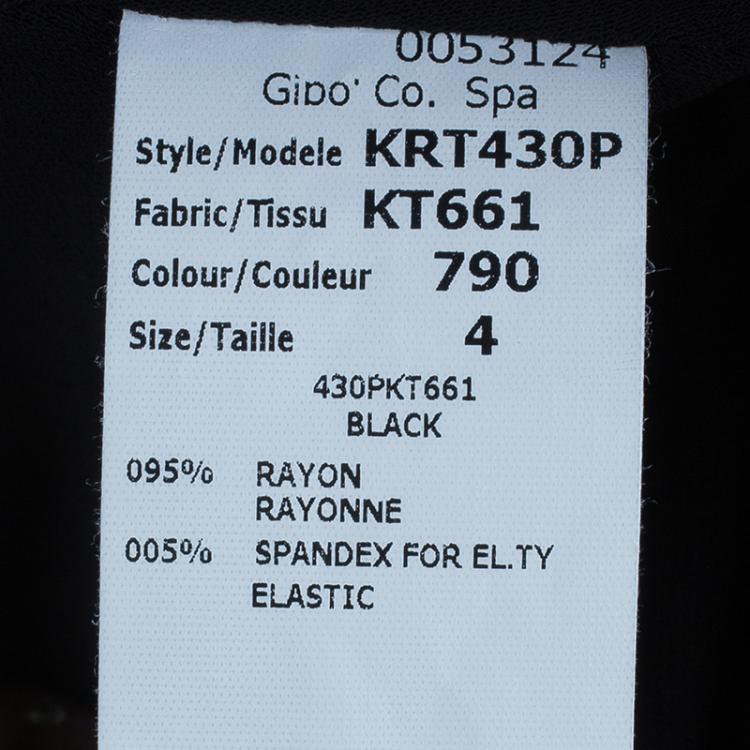 0053124
Gibo' Co. Spa
Style/Modele KRT430P
Fabric/Tissu KT661
Colour/Couleur 790
Size/Taille 4
430PKT661
BLACK
095% RAYON
RAYONNE
005% SPANDEX FOR EL.TY
ELASTIC